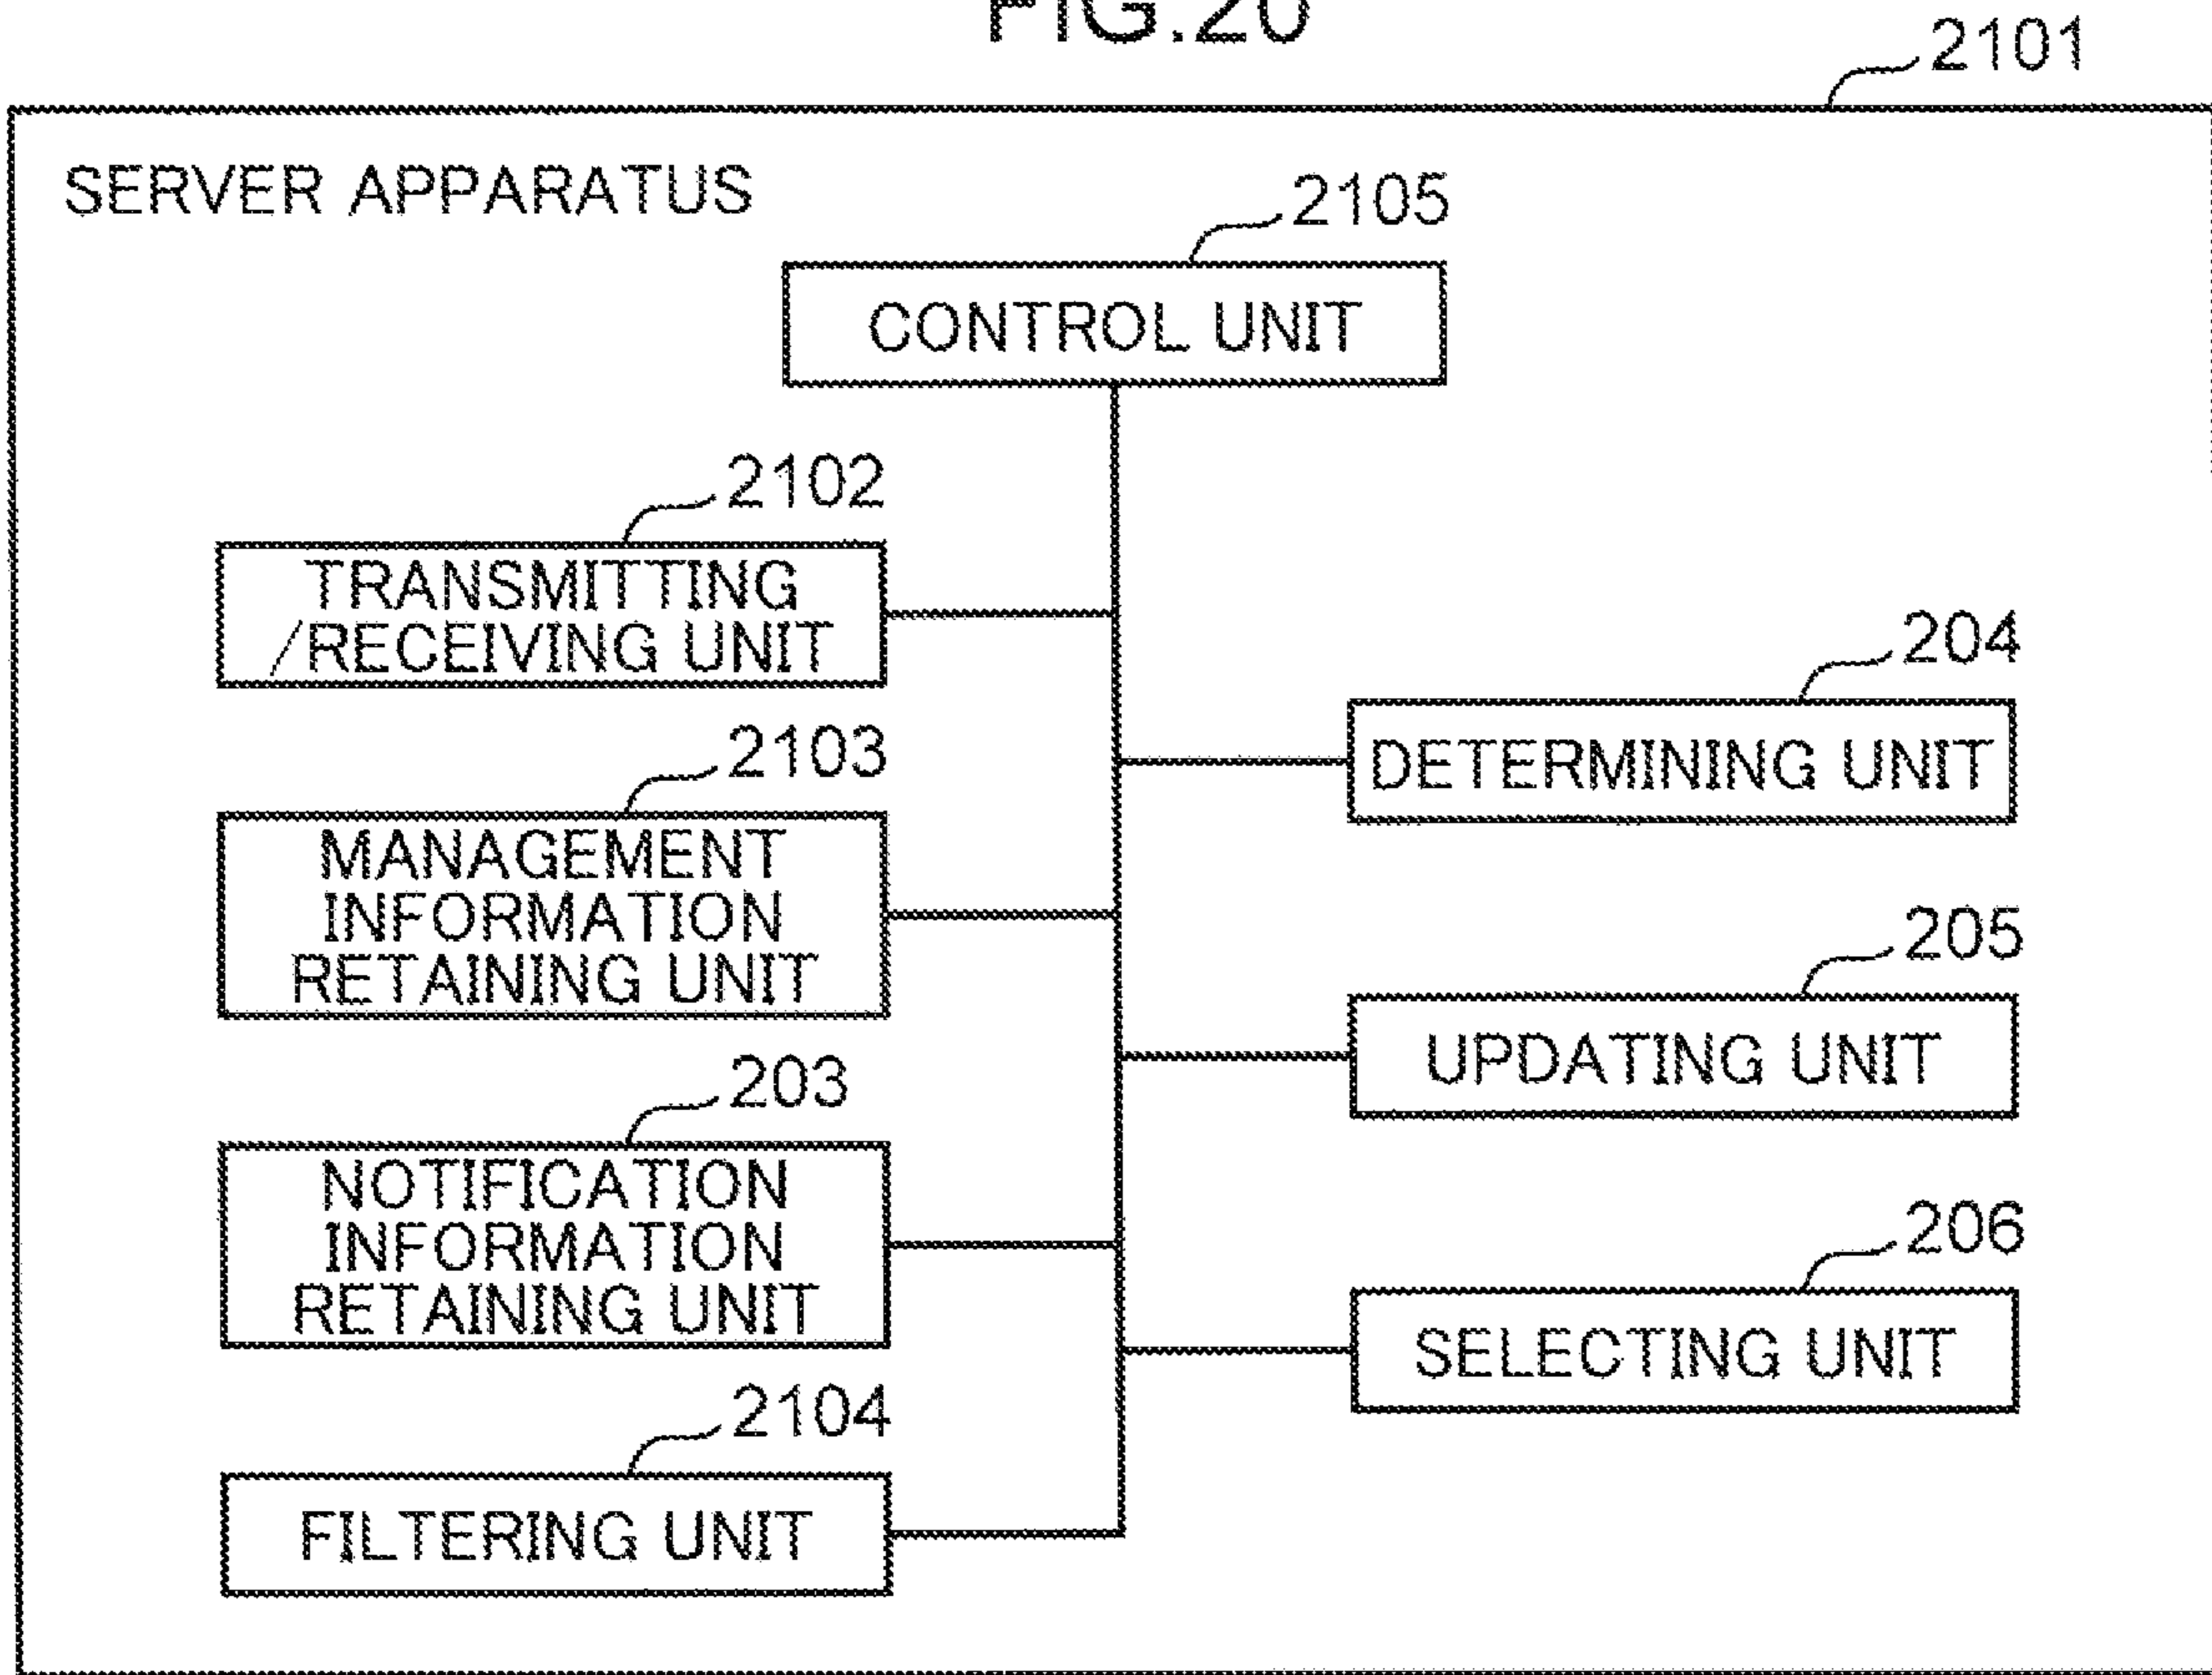 FIG.20
2101
SERVER APPARATUS
2105
CONTROL UNIT
2102
TRANSMITTING
/RECEIVING UNIT
204
DETERMINING UNIT
2103
MANAGEMENT
INFORMATION
RETAINING UNIT
205
UPDATING UNIT
203
NOTIFICATION
INFORMATION
RETAINING UNIT
206
SELECTING UNIT
2104
FILTERING UNIT